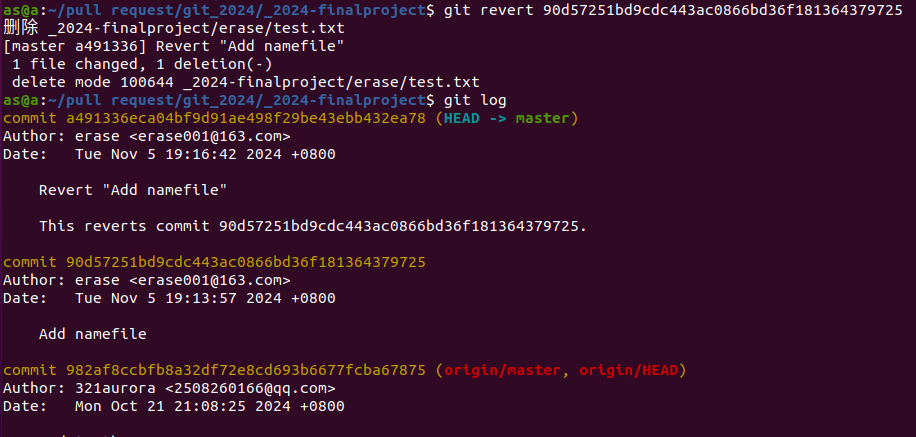 as@a:~/pull request/git_2024/_2024-finalproject$ git revert 90d57251bd9cdc443ac0866bd36f181364379725
删除 _2024-finalproject/erase/test.txt
[master a491336] Revert "Add namefile"
1 file changed, 1 deletion(-)
delete mode 100644 _2024-finalproject/erase/test.txt
as@a:~/pull request/git_2024/_2024-finalproject$ git log
commit a491336eca04bf9d91ae498f29be43ebb432ea78 (HEAD -> master)
Author: erase <erase001@163.com>
Date:   Tue Nov 5 19:16:42 2024 +0800
Revert "Add namefile"
This reverts commit 90d57251bd9cdc443ac0866bd36f181364379725.
commit 90d57251bd9cdc443ac0866bd36f181364379725
Author: erase <erase001@163.com>
Date:   Tue Nov 5 19:13:57 2024 +0800
Add namefile
commit 982af8ccbfb8a32df72e8cd693b6677fcba67875 (origin/master, origin/HEAD)
Author: 321aurora <2508260166@qq.com>
Date:   Mon Oct 21 21:08:25 2024 +0800